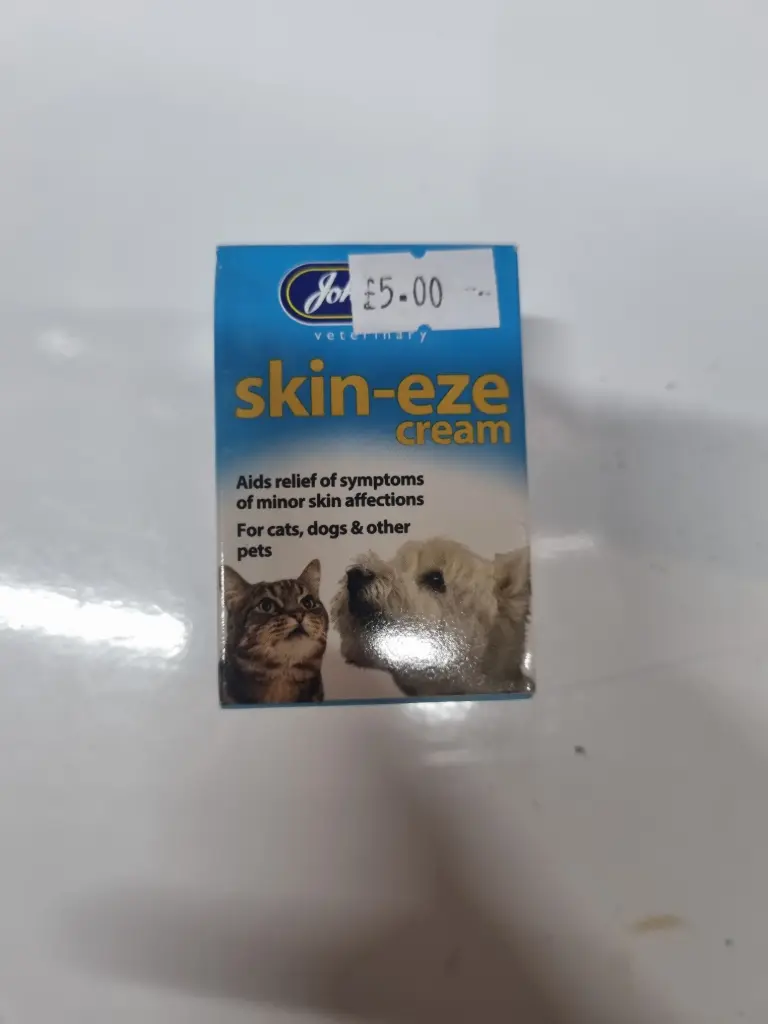 Joh
£5.00
veterinary
skin-eze
cream
Aids relief of symptoms
of minor skin affections
For cats, dogs & other
pets